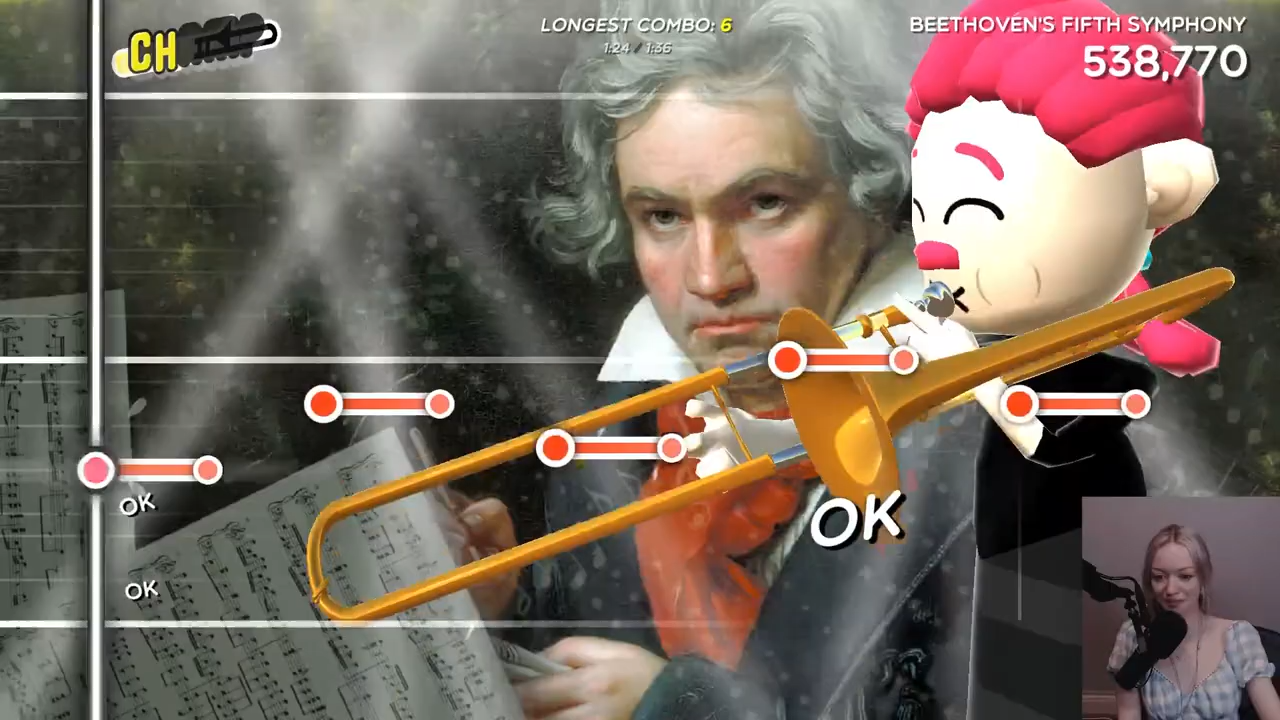 CH
LONGEST COMBO: 6
1:24 / 1:36
BEETHOVEN'S FIFTH SYMPHONY
538,770
OK
OK
OK